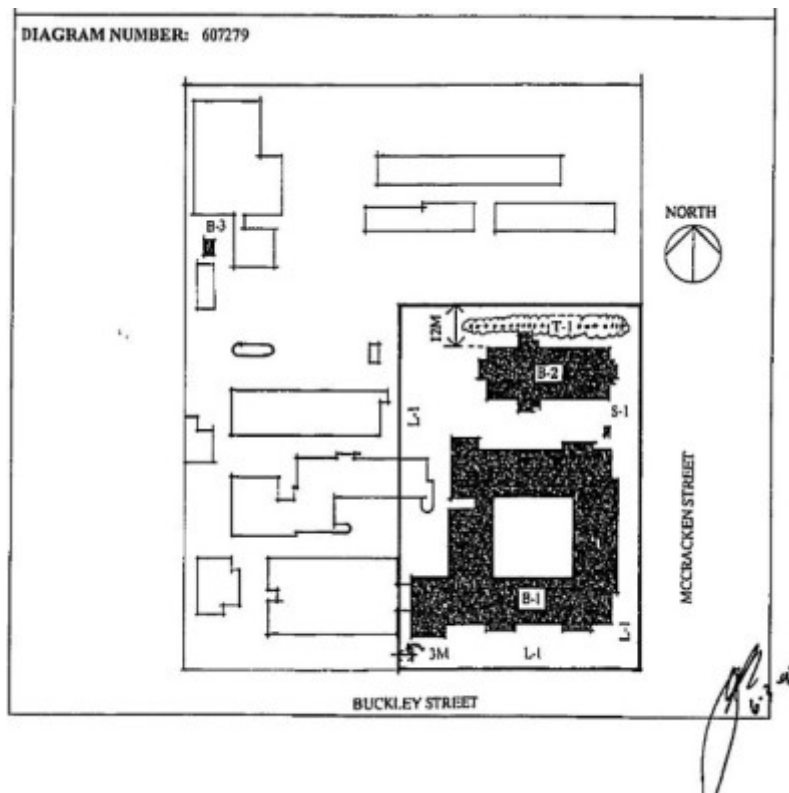 DIAGRAM NUMBER: 607279
NORTH
B-3
12M
T-1
B-2
L-1
S-1
MCCRACKEN STREET
B-1
L-1
3M
L-1
BUCKLEY STREET